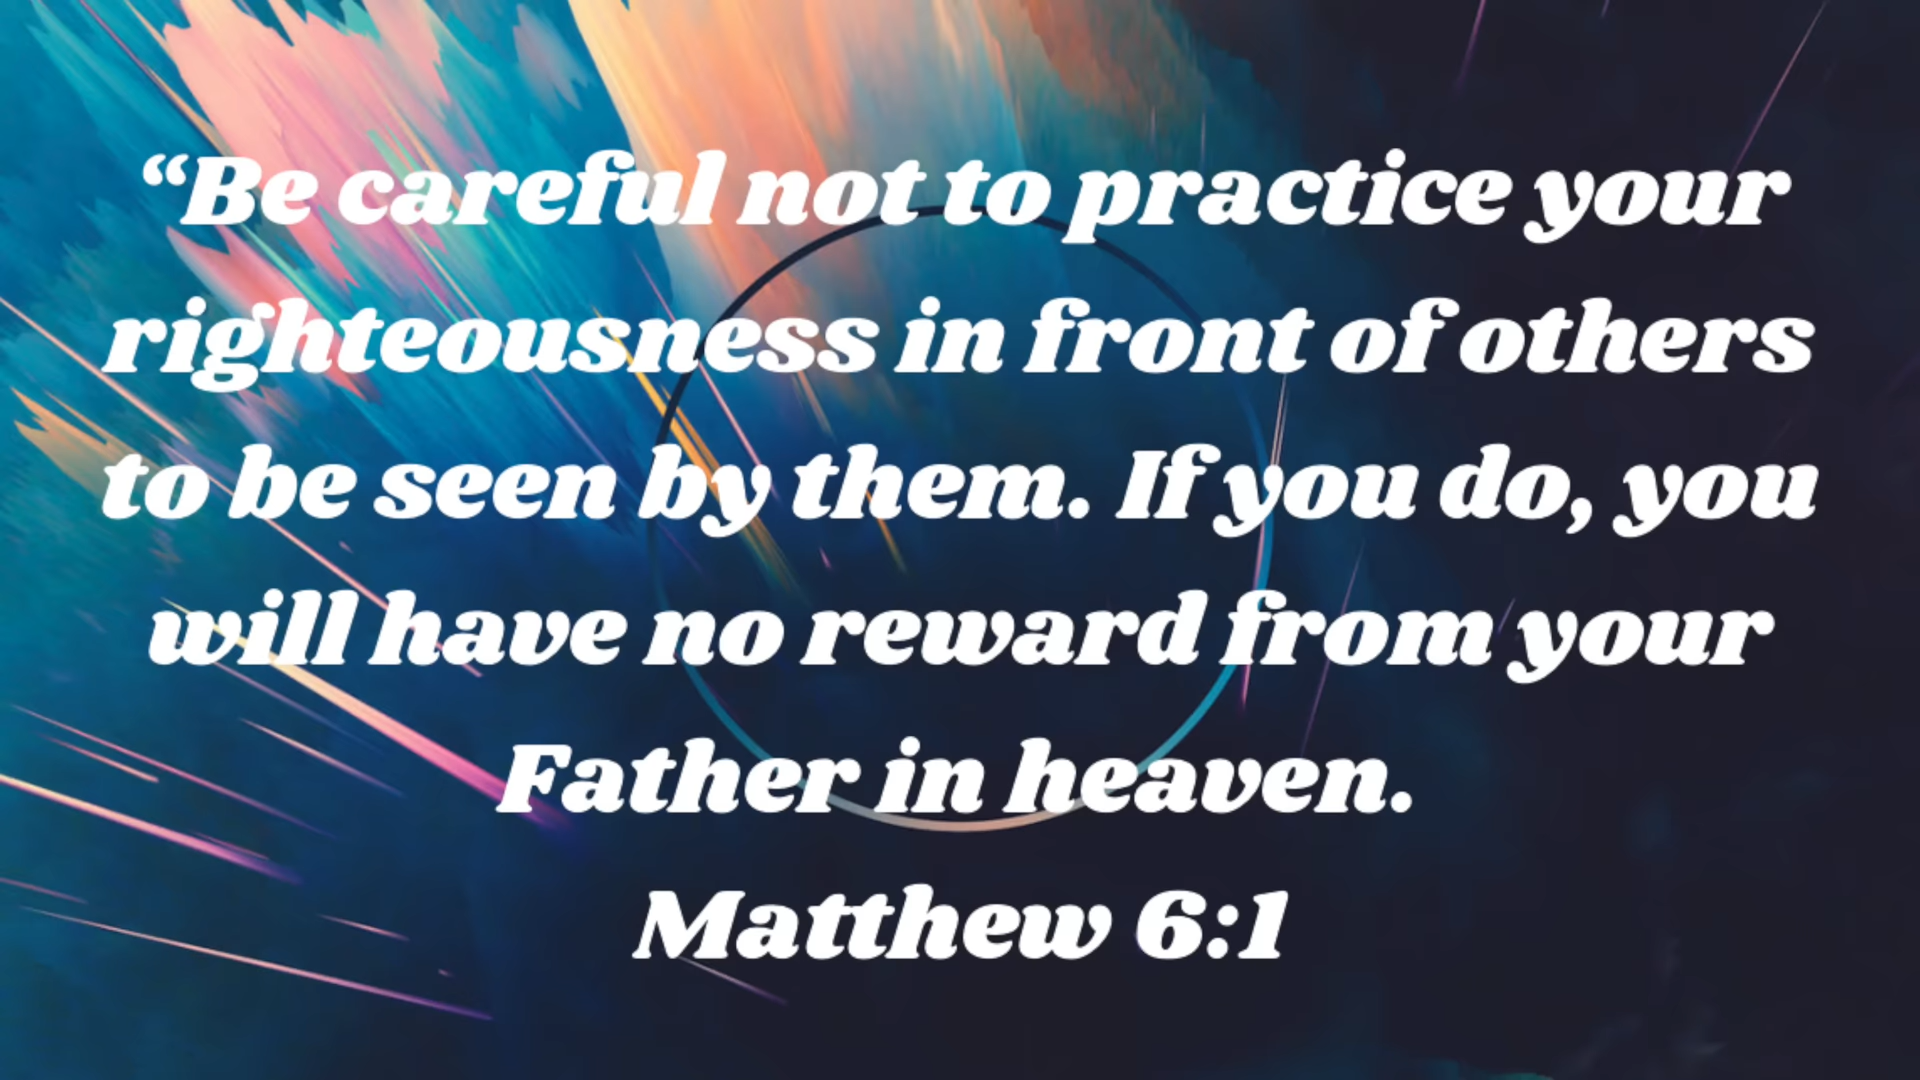 “Be careful not to practice your
righteousness in front of others
to be seen by them. If you do, you
will have no reward from your
Father in heaven.
Matthew 6:1